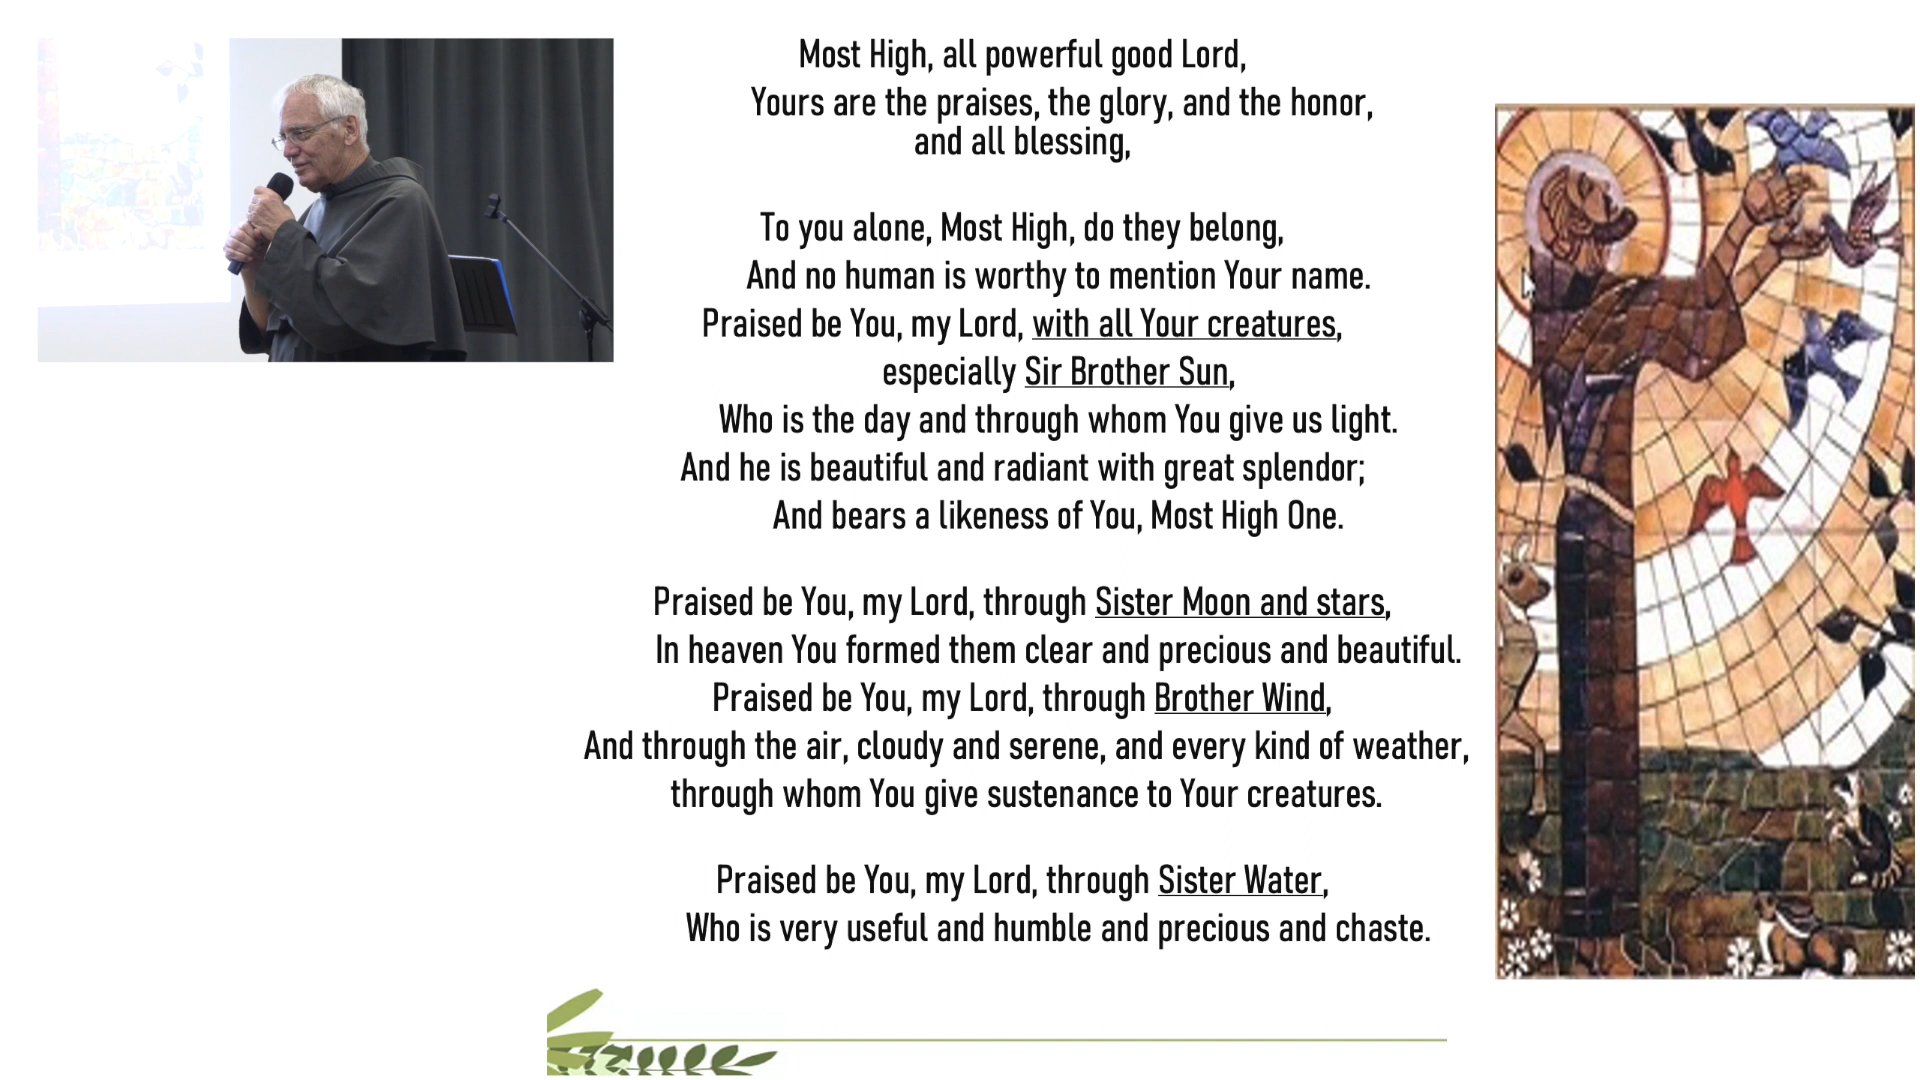 Most High, all powerful good Lord,
Yours are the praises, the glory, and the honor,
and all blessing,
To you alone, Most High, do they belong,
And no human is worthy to mention Your name.
Praised be You, my Lord, with all Your creatures,
especially Sir Brother Sun,
Who is the day and through whom You give us light.
And he is beautiful and radiant with great splendor;
And bears a likeness of You, Most High One.
Praised be You, my Lord, through Sister Moon and stars,
In heaven You formed them clear and precious and beautiful.
Praised be You, my Lord, through Brother Wind,
And through the air, cloudy and serene, and every kind of weather,
through whom You give sustenance to Your creatures.
Praised be You, my Lord, through Sister Water,
Who is very useful and humble and precious and chaste.